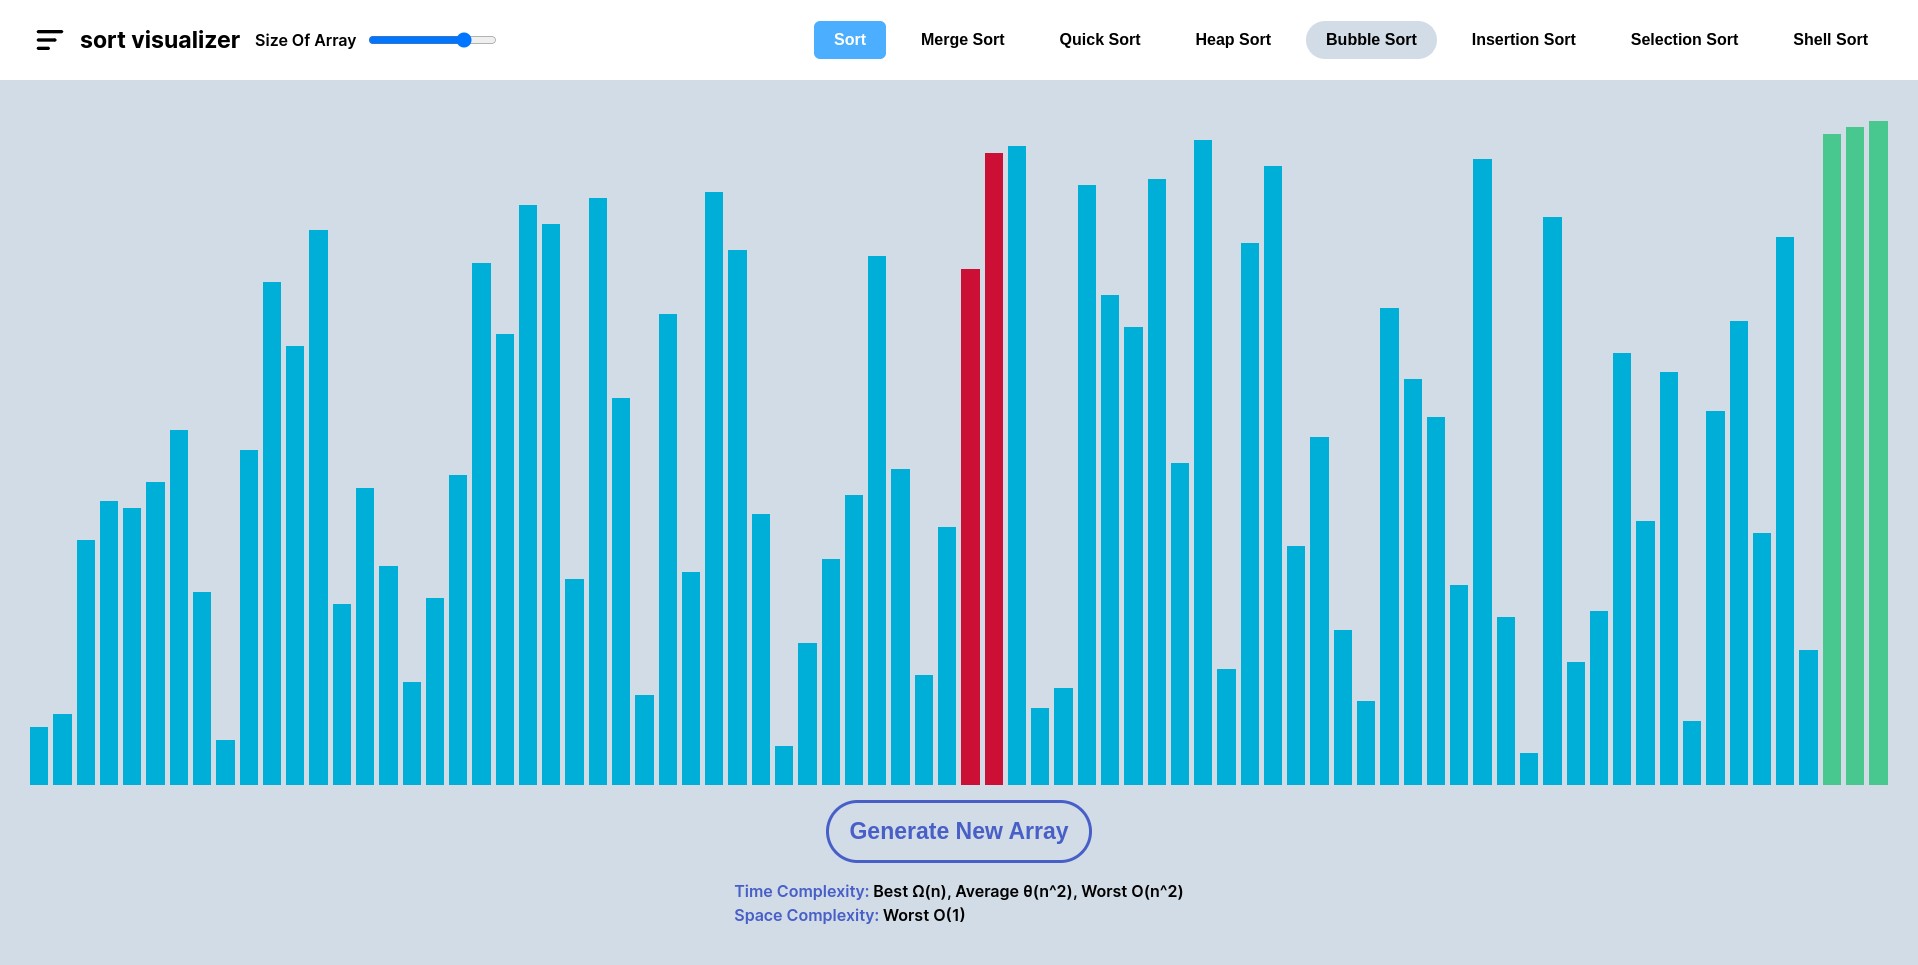 sort visualizer
Size Of Array
Sort
Merge Sort
Quick Sort
Heap Sort
Bubble Sort
Insertion Sort
Selection Sort
Shell Sort
Generate New Array
Time Complexity: Best Ω(n), Average θ(n^2), Worst O(n^2)
Space Complexity: Worst O(1)